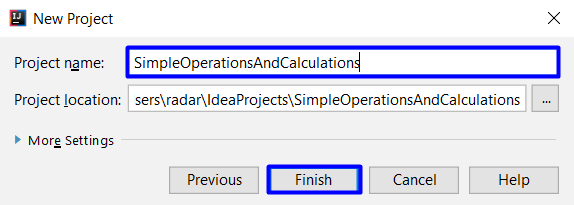 New Project
Project name: SimpleOperationsAndCalculations
Project location: sers\radar\IdeaProjects\SimpleOperationsAndCalculations ...
More Settings
Previous Finish Cancel Help